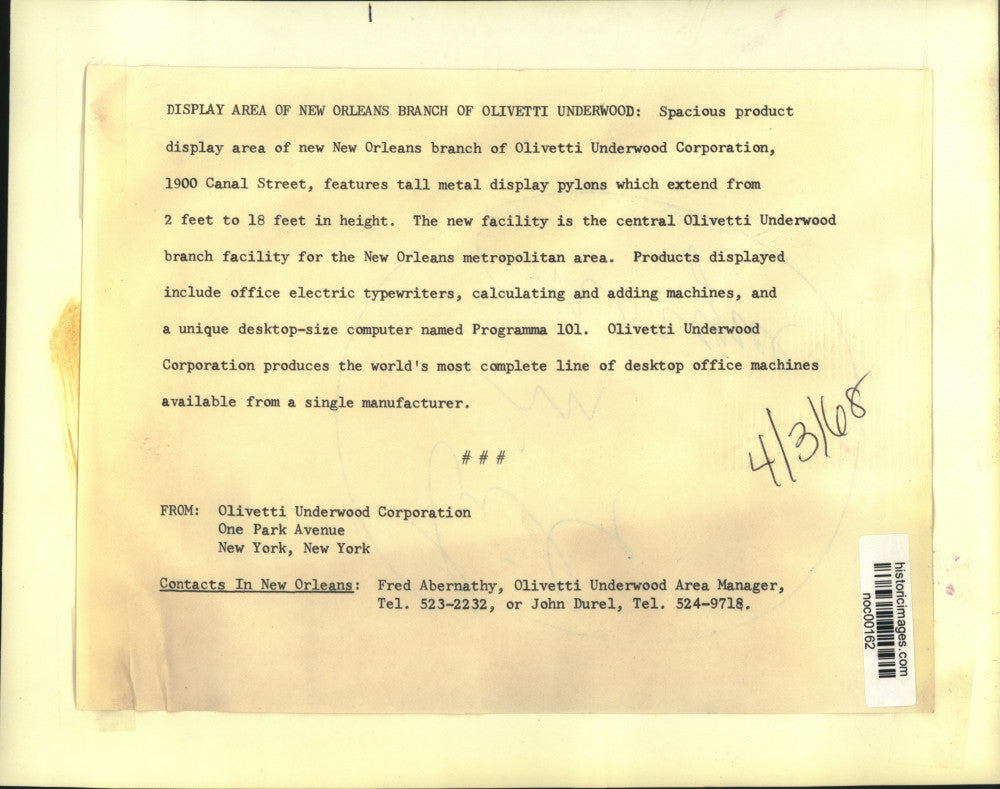 DISPLAY AREA OF NEW ORLEANS BRANCH OF OLIVETTI UNDERWOOD: Spacious product
display area of new New Orleans branch of Olivetti Underwood Corporation,
1900 Canal Street, features tall metal display pylons which extend from
2 feet to 18 feet in height. The new facility is the central Olivetti Underwood
branch facility for the New Orleans metropolitan area. Products displayed
include office electric typewriters, calculating and adding machines, and
a unique desktop-size computer named Programma 101. Olivetti Underwood
Corporation produces the world's most complete line of desktop office machines
available from a single manufacturer.
4/3/68
# # #
FROM: Olivetti Underwood Corporation
One Park Avenue
New York, New York
Contacts In New Orleans: Fred Abernathy, Olivetti Underwood Area Manager,
Tel. 523-2232, or John Durel, Tel. 524-9718.
historicimages.com
noc00162